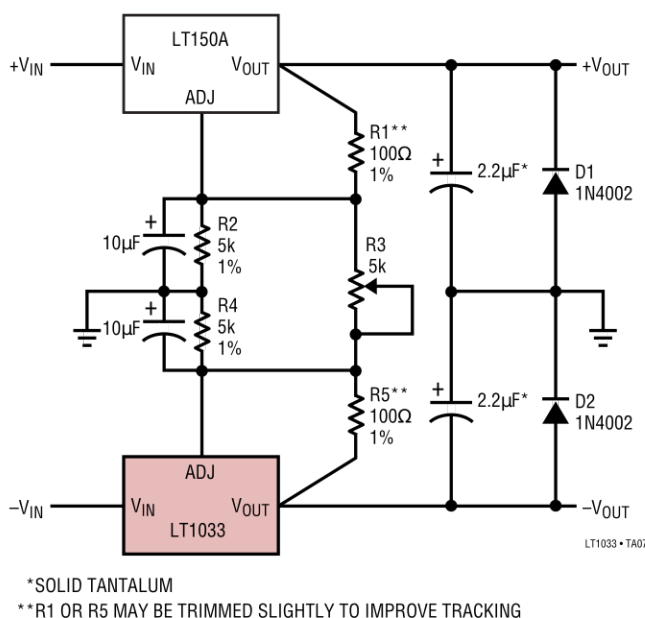 LT150A
+VIN
VIN
VOUT
+VOUT
ADJ
R1**
100Ω
1%
+
2.2µF*
D1
1N4002
+
10µF
R2
5k
1%
R3
5k
+
10µF
R4
5k
1%
R5**
100Ω
1%
+
2.2µF*
D2
1N4002
ADJ
–VIN
VIN
VOUT
–VOUT
LT1033
LT1033 • TA07
*SOLID TANTALUM
**R1 OR R5 MAY BE TRIMMED SLIGHTLY TO IMPROVE TRACKING